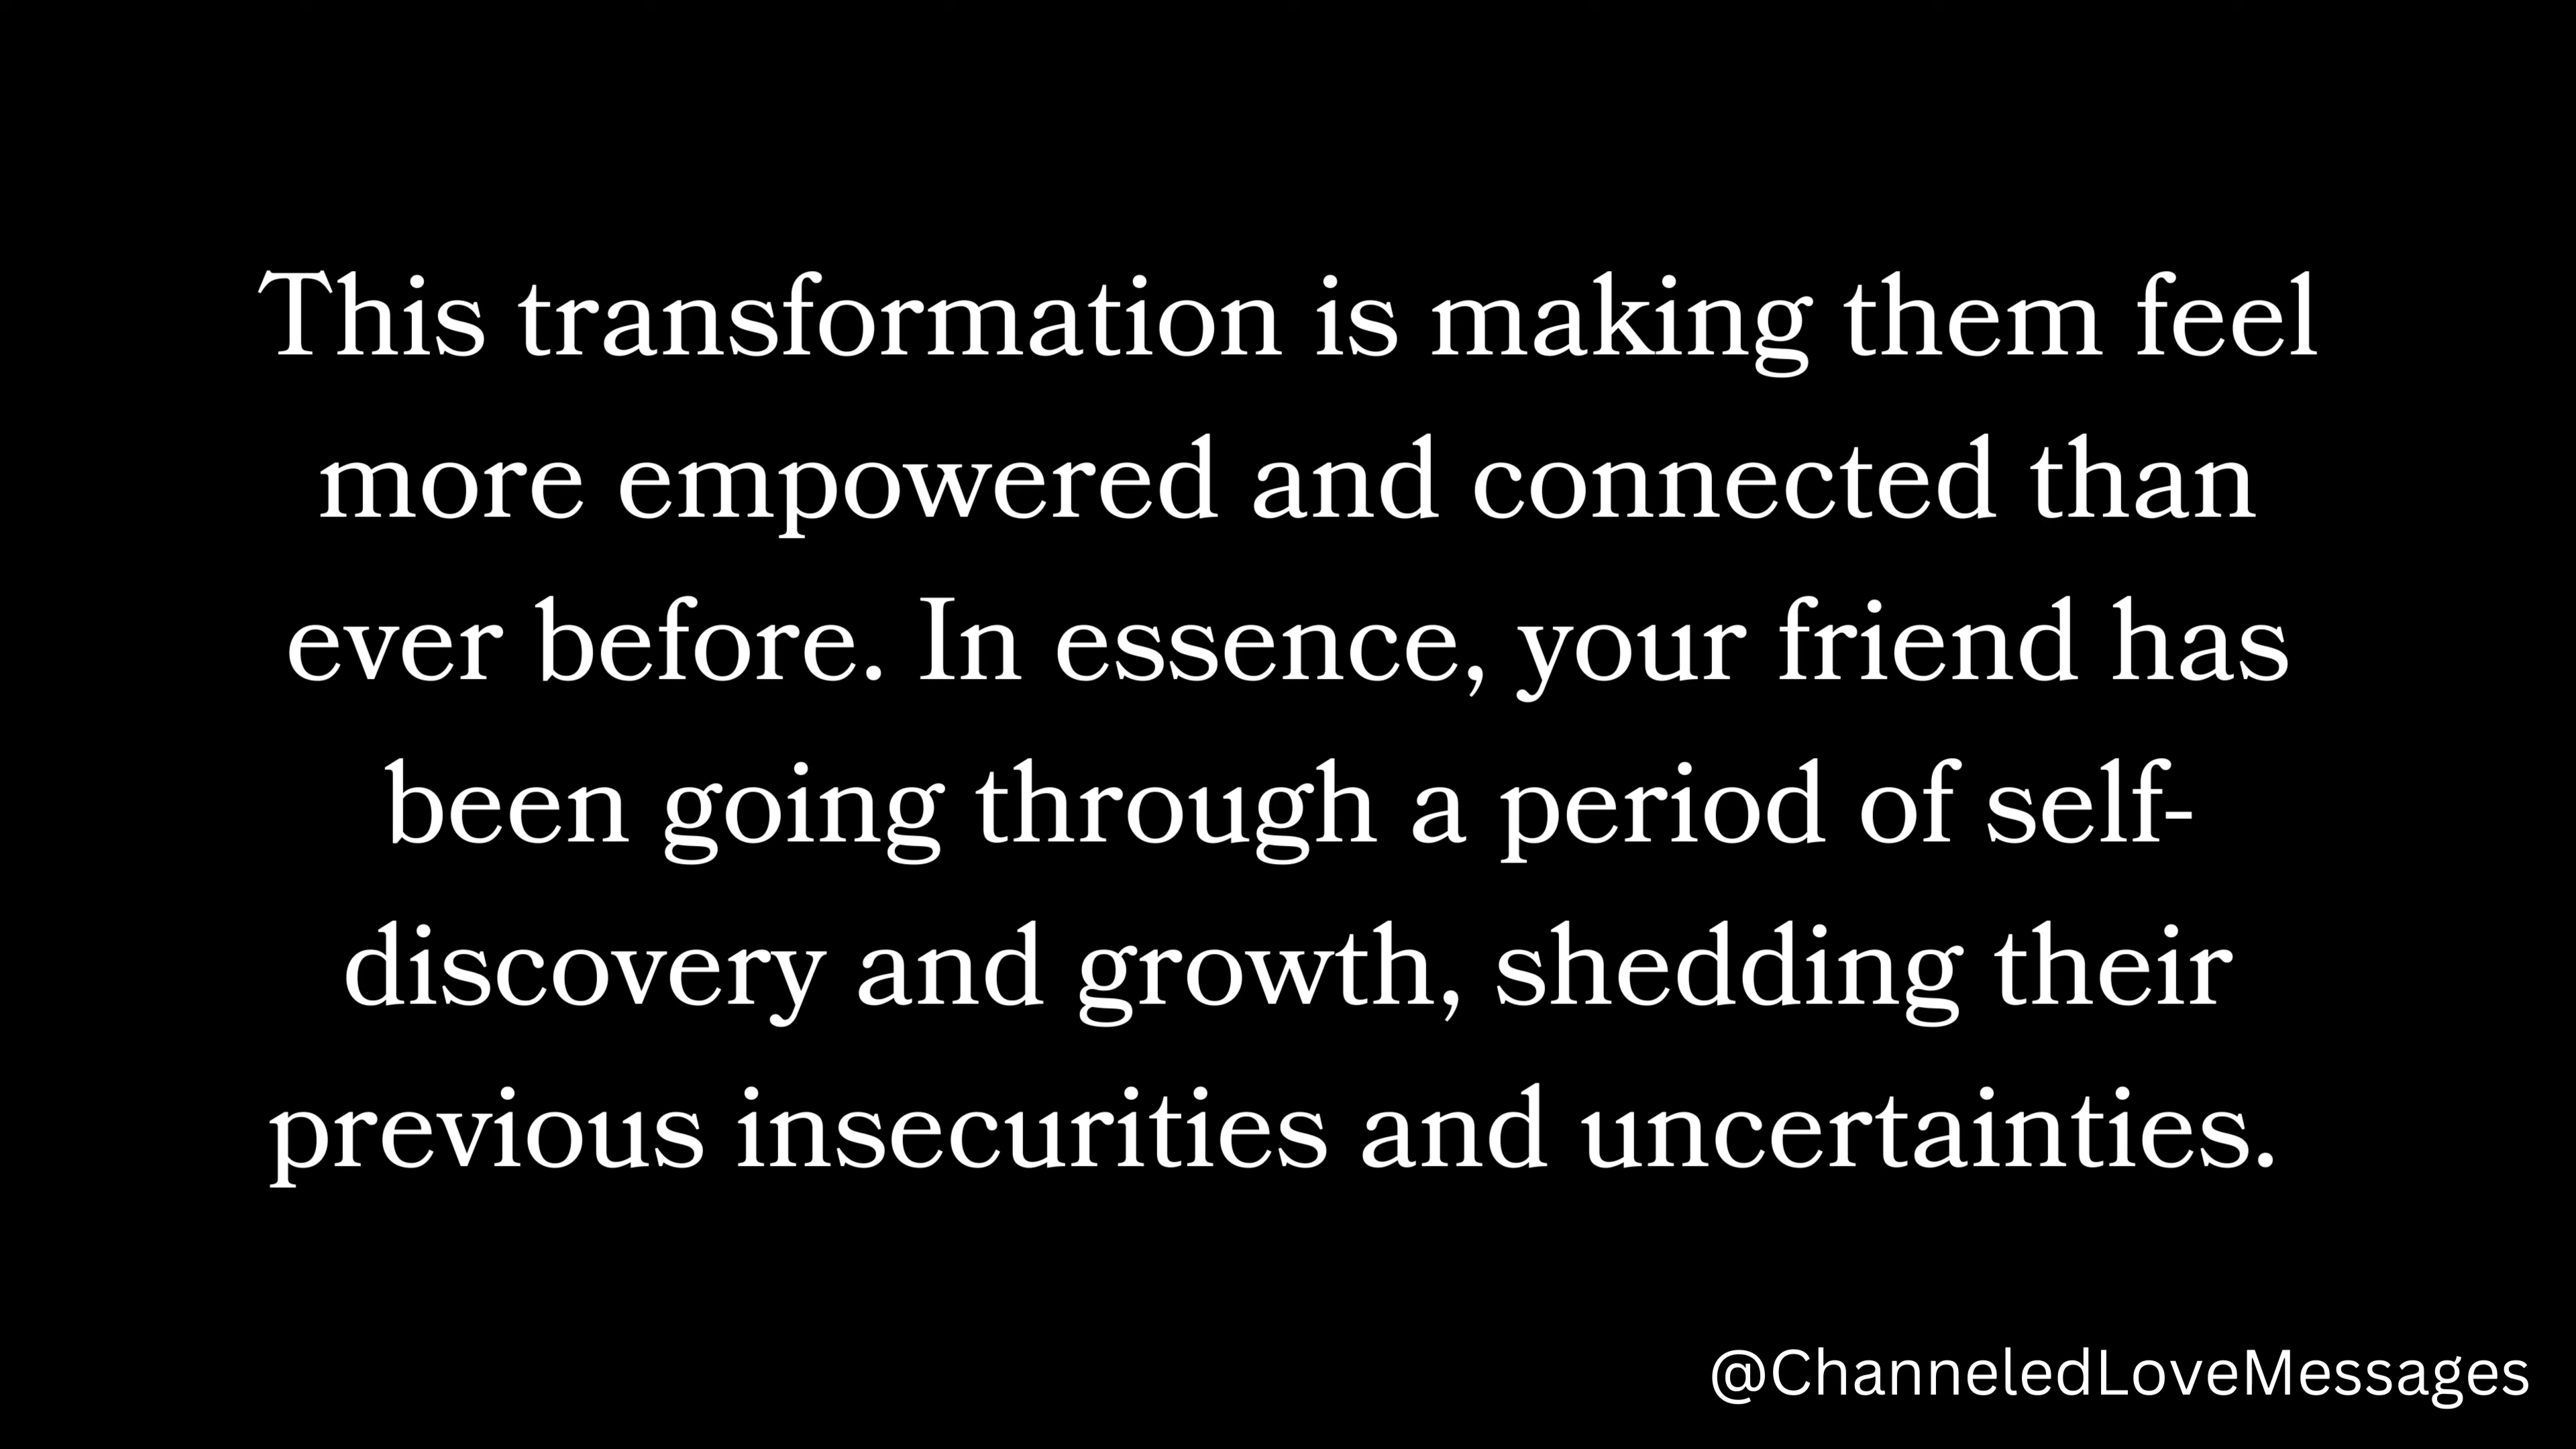 This transformation is making them feel
more empowered and connected than
ever before. In essence, your friend has
been going through a period of self-
discovery and growth, shedding their
previous insecurities and uncertainties.
@ChanneledLoveMessages